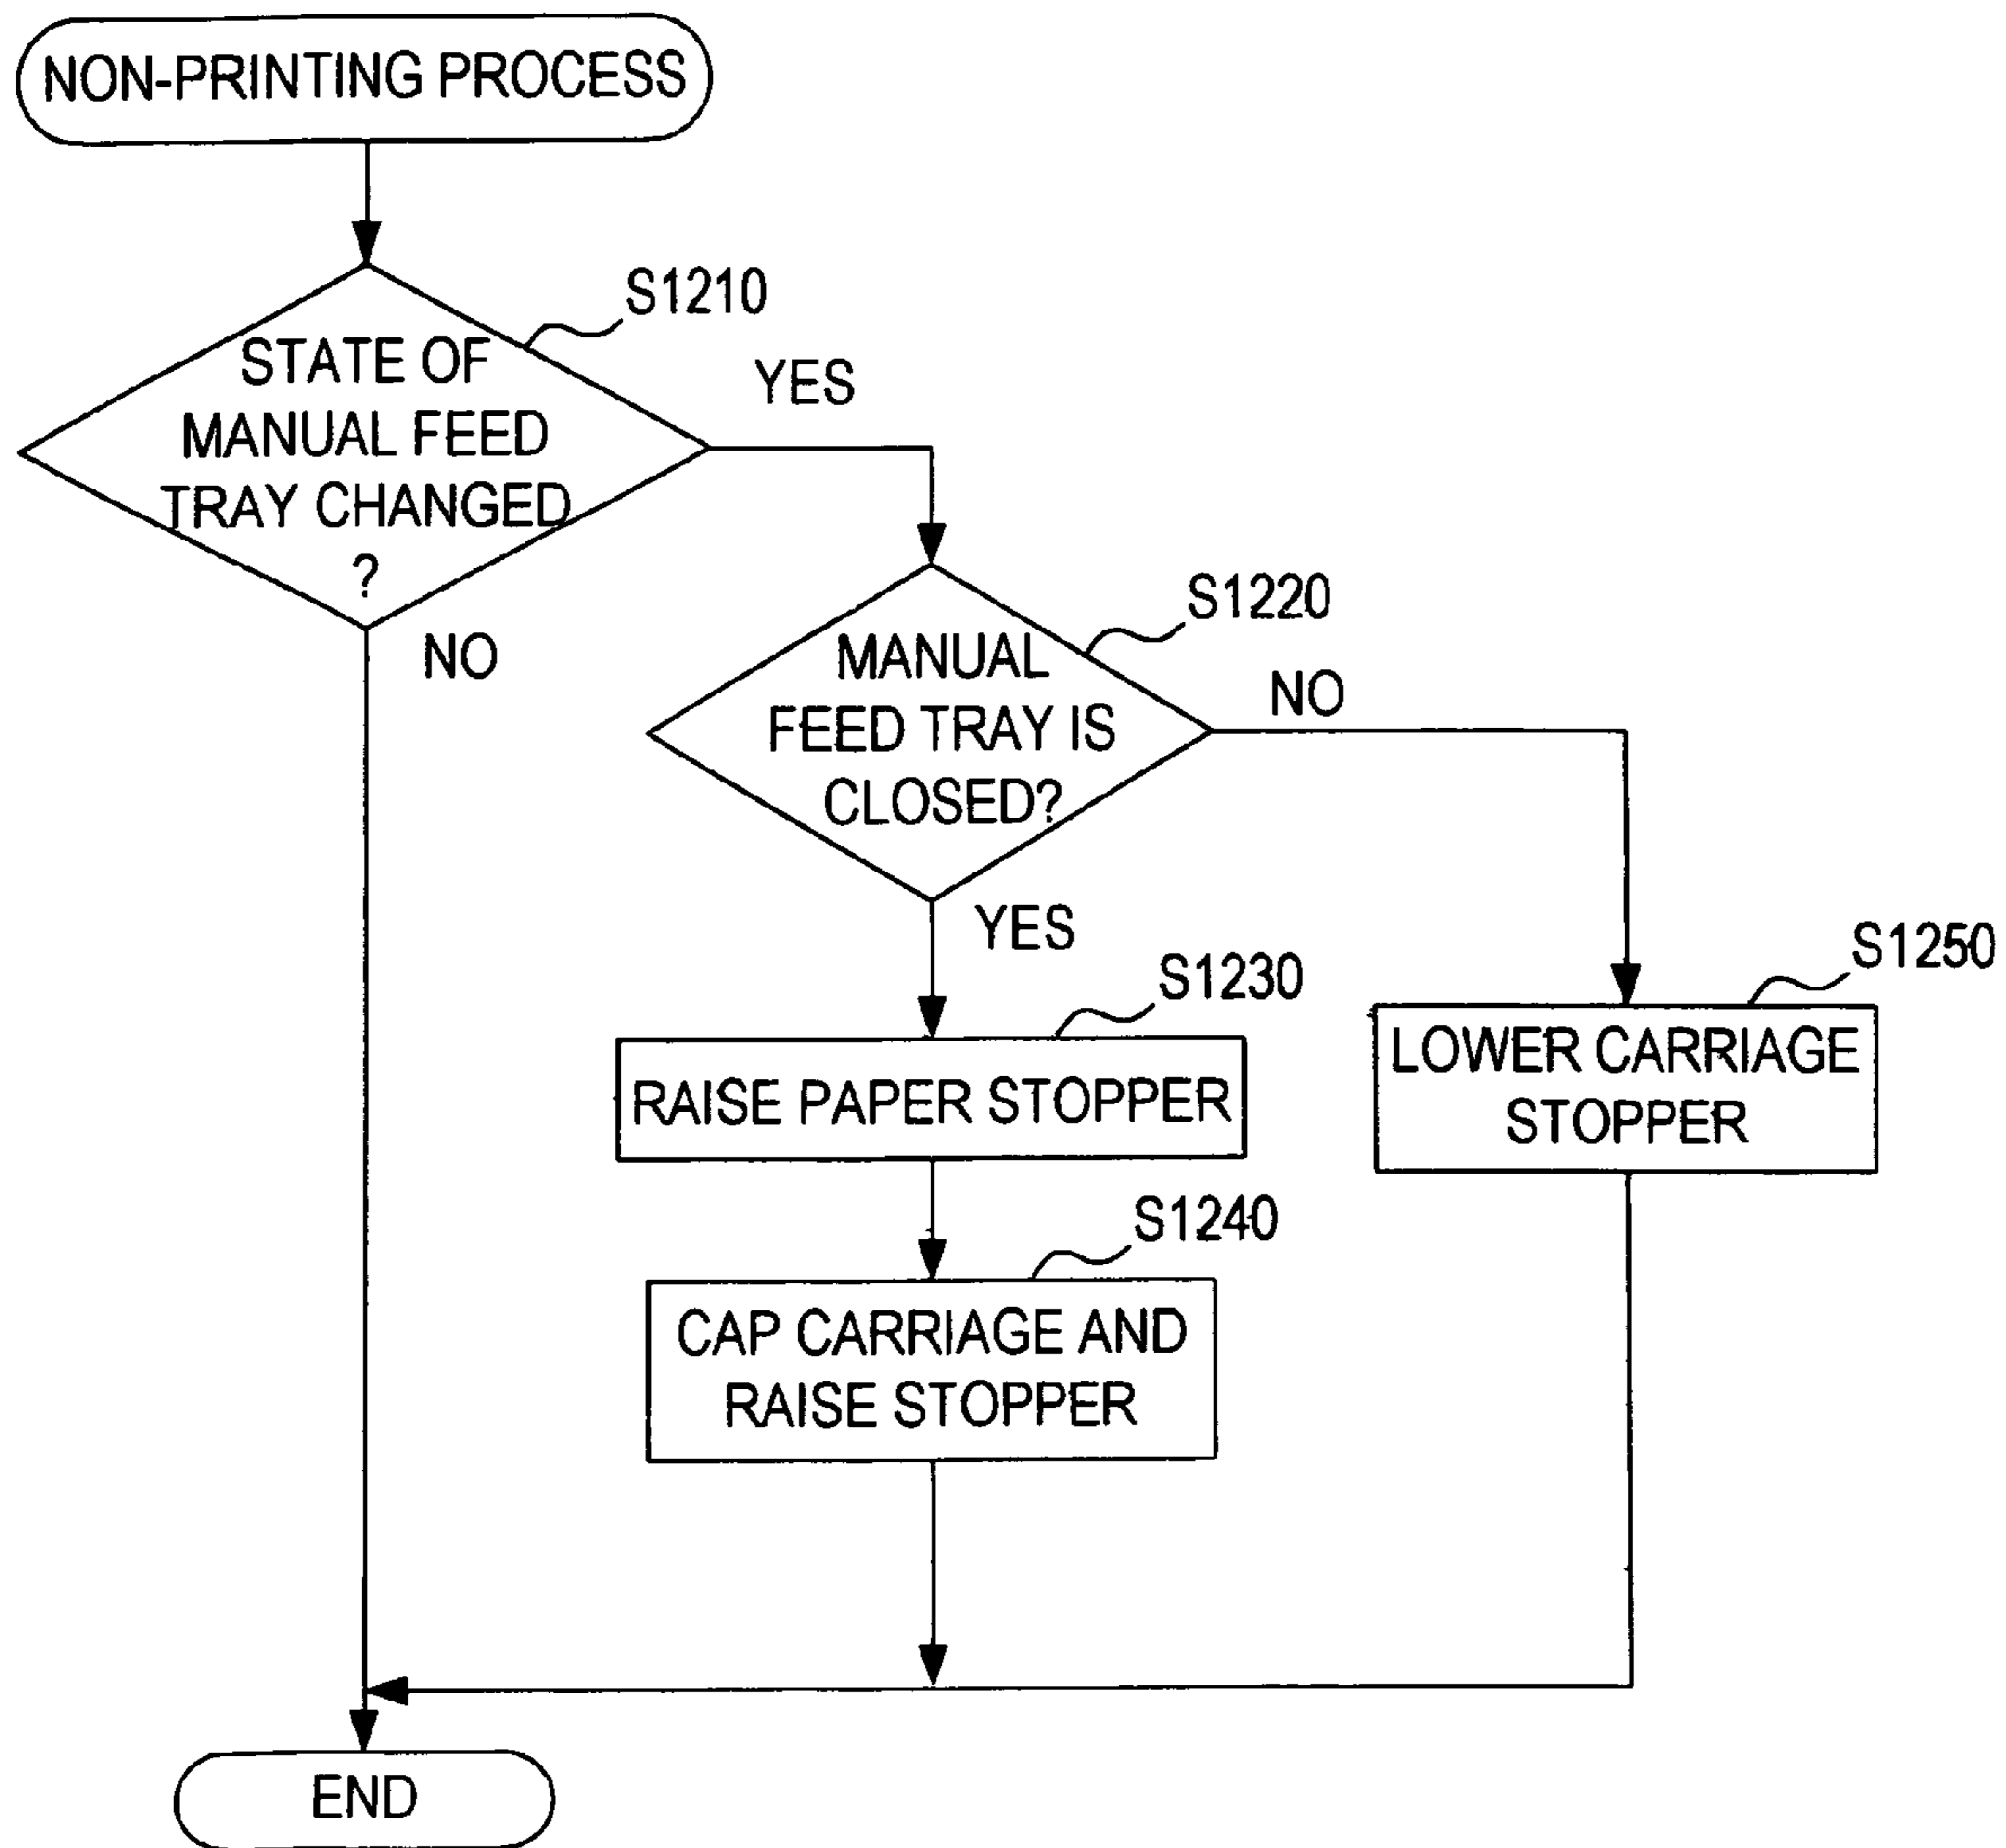 NON-PRINTING PROCESS
S1210
STATE OF
MANUAL FEED
TRAY CHANGED
?
YES
NO
S1220
MANUAL
FEED TRAY IS
CLOSED?
NO
YES
S1230
RAISE PAPER STOPPER
S1250
LOWER CARRIAGE
STOPPER
S1240
CAP CARRIAGE AND
RAISE STOPPER
END